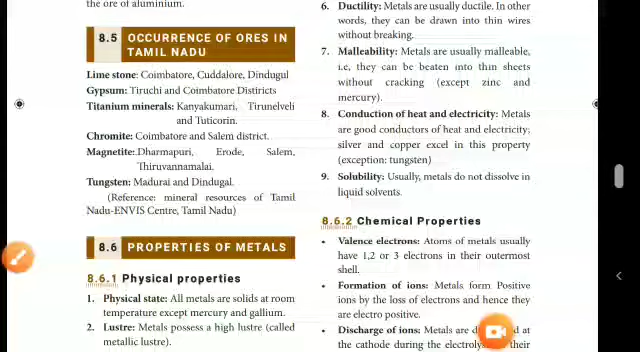 the ore of aluminium.
8.5 OCCURRENCE OF ORES IN
TAMIL NADU
Lime stone: Coimbatore, Cuddalore, Dindugul
Gypsum: Tiruchi and Coimbatore Distiricts
Titanium minerals: Kanyakumari, Tirunelveli
and Tuticorin.
Chromite: Coimbatore and Salem district.
Magnetite: Dharmapuri, Erode, Salem,
Thiruvannamalai.
Tungsten: Madurai and Dindugal.
(Reference: mineral resources of Tamil
Nadu-ENVIS Centre, Tamil Nadu)
8.6 PROPERTIES OF METALS
8.6.1 Physical properties
1. Physical state: All metals are solids at room
temperature except mercury and gallium.
2. Lustre: Metals possess a high lustre (called
metallic lustre).
6. Ductility: Metals are usually ductile. In other
words, they can be drawn into thin wires
without breaking.
7. Malleability: Metals are usually malleable,
i.e, they can be beaten into thin sheets
without cracking (except zinc and
mercury).
8. Conduction of heat and electricity: Metals
are good conductors of heat and electricity;
silver and copper excel in this property
(exception: tungsten)
9. Solubility: Usually, metals do not dissolve in
liquid solvents.
8.6.2 Chemical Properties
• Valence electrons: Atoms of metals usually
have 1,2 or 3 electrons in their outermost
shell.
• Formation of ions: Metals form Positive
ions by the loss of electrons and hence they
are electro positive.
• Discharge of ions: Metals are at
the cathode during the their